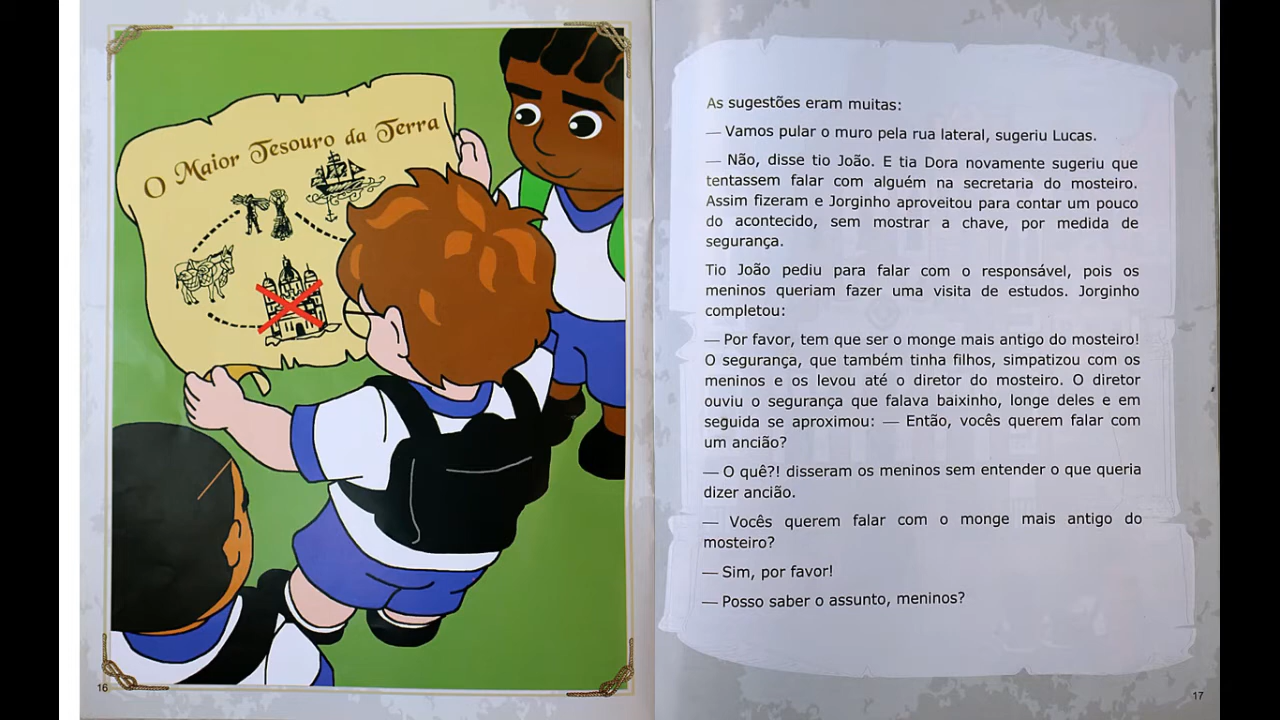 O Maior Tesouro da Terra
16
As sugestões eram muitas:
— Vamos pular o muro pela rua lateral, sugeriu Lucas.
— Não, disse tio João. E tia Dora novamente sugeriu que
tentassem falar com alguém na secretaria do mosteiro.
Assim fizeram e Jorginho aproveitou para contar um pouco
do acontecido, sem mostrar a chave, por medida de
segurança.
Tio João pediu para falar com o responsável, pois os
meninos queriam fazer uma visita de estudos. Jorginho
completou:
— Por favor, tem que ser o monge mais antigo do mosteiro!
O segurança, que também tinha filhos, simpatizou com os
meninos e os levou até o diretor do mosteiro. O diretor
ouviu o segurança que falava baixinho, longe deles e em
seguida se aproximou: — Então, vocês querem falar com
um ancião?
— O quê?! disseram os meninos sem entender o que queria
dizer ancião.
— Vocês querem falar com o monge mais antigo do
mosteiro?
— Sim, por favor!
— Posso saber o assunto, meninos?
17